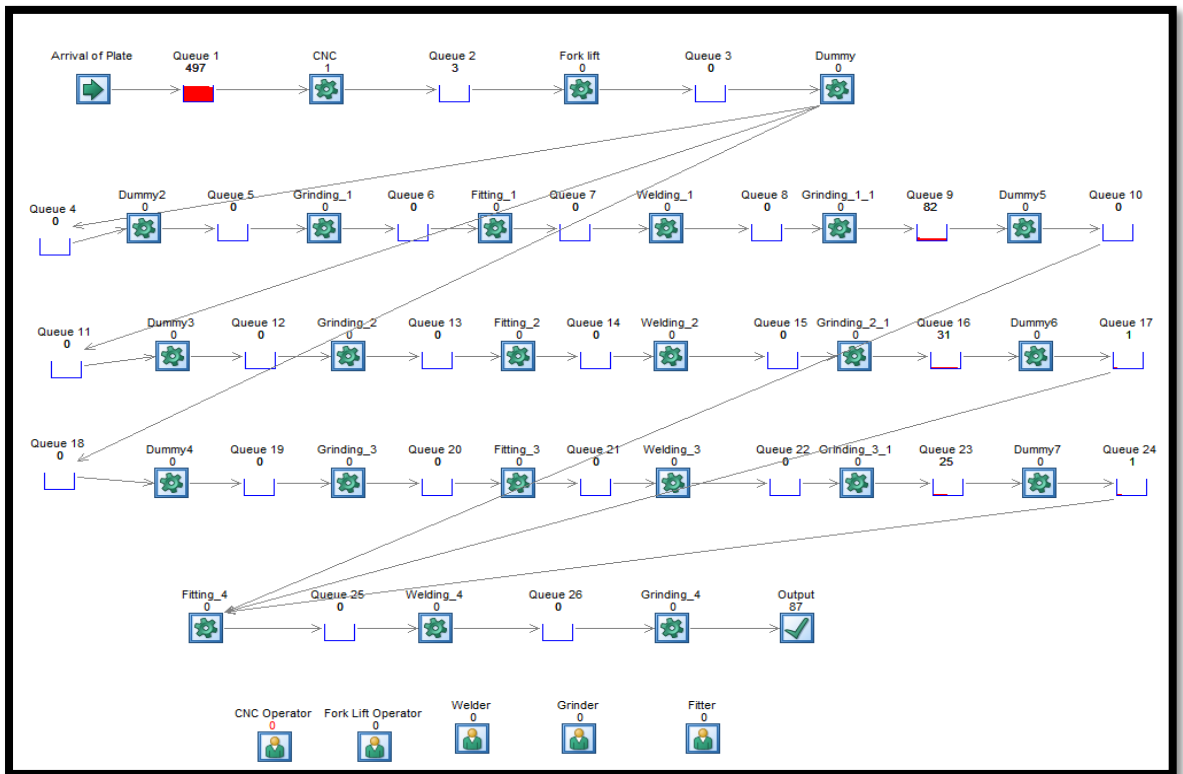 Arrival of Plate Queue 1 CNC Queue 2 Fork lift Queue 3 Dummy
497 1 3 0 0 0
Dummy2 Queue 5 Grinding_1 Queue 6 Fitting_1 Queue 7 Welding_1 Queue 8 Grinding_1_1 Queue 9 Dummy5 Queue 10
0 0 0 0 0 0 0 0 0 82 0 0
Queue 4
0
Queue 11 Dummy3 Queue 12 Grinding_2 Queue 13 Fitting_2 Queue 14 Welding_2 Queue 15 Grinding_2_1 Queue 16 Dummy6 Queue 17
0 0 0 0 0 0 0 0 0 0 31 0 1
Queue 18 Dummy4 Queue 19 Grinding_3 Queue 20 Fitting_3 Queue 21 Welding_3 Queue 22 Grinding_3_1 Queue 23 Dummy7 Queue 24
0 0 0 0 0 0 0 0 0 0 25 0 1
Fitting_4 Queue 25 Welding_4 Queue 26 Grinding_4 Output
0 0 0 0 0 87
CNC Operator Fork Lift Operator Welder Grinder Fitter
0 0 0 0 0